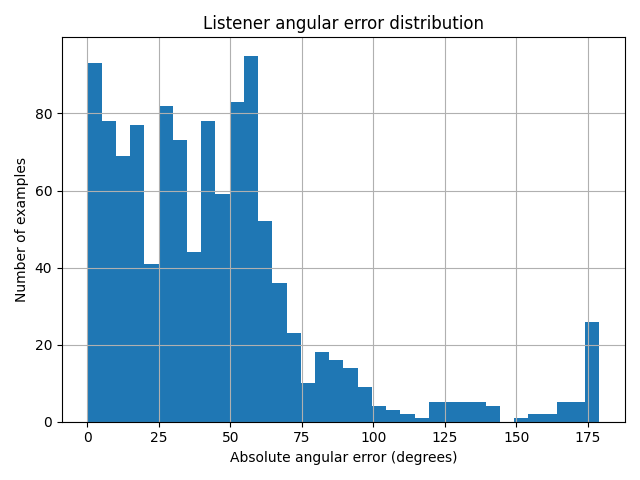 Listener angular error distribution
Number of examples
80
60
40
20
0
0 25 50 75 100 125 150 175
Absolute angular error (degrees)